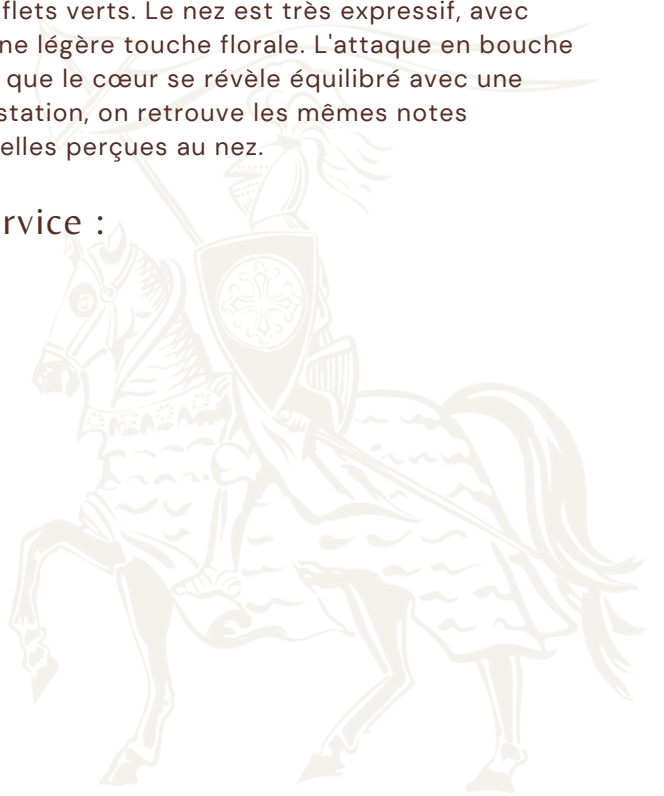 flets verts. Le nez est très expressif, avec
ne légère touche florale. L'attaque en bouche
que le cœur se révèle équilibré avec une
station, on retrouve les mêmes notes
elles perçues au nez.
rvice :